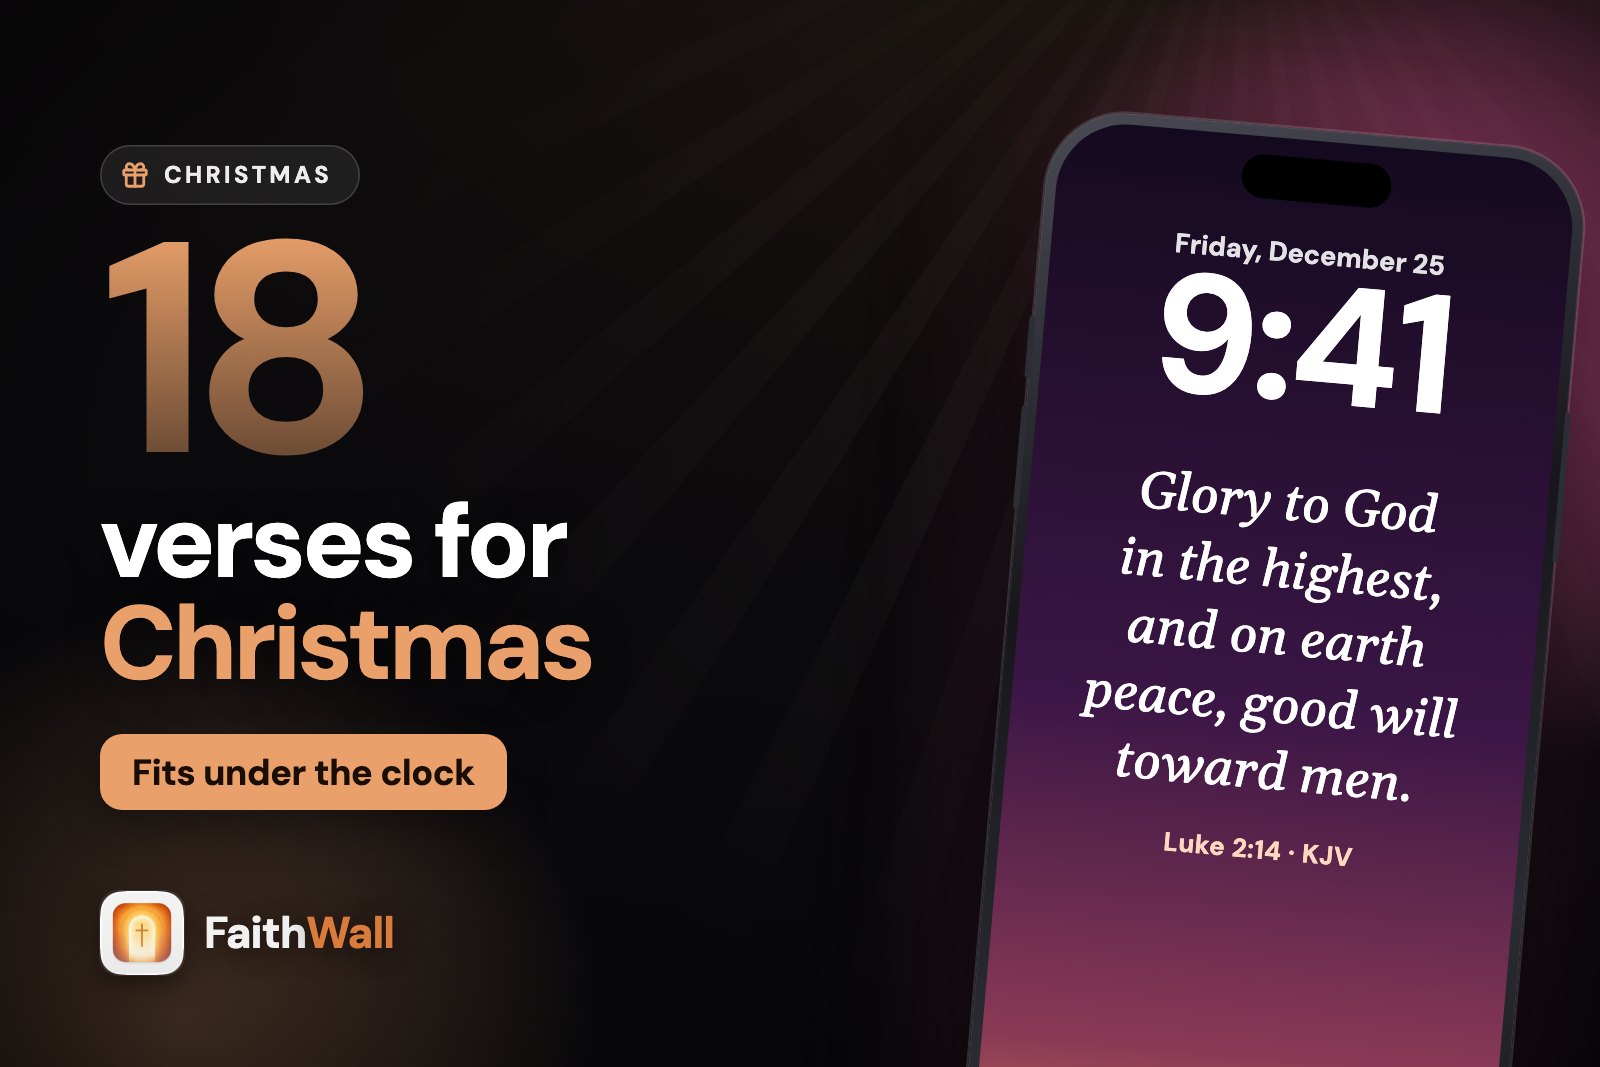 CHRISTMAS
18
verses for
Christmas
Fits under the clock
FaithWall
Friday, December 25
9:41
Glory to God
in the highest,
and on earth
peace, good will
toward men.
Luke 2:14 · KJV